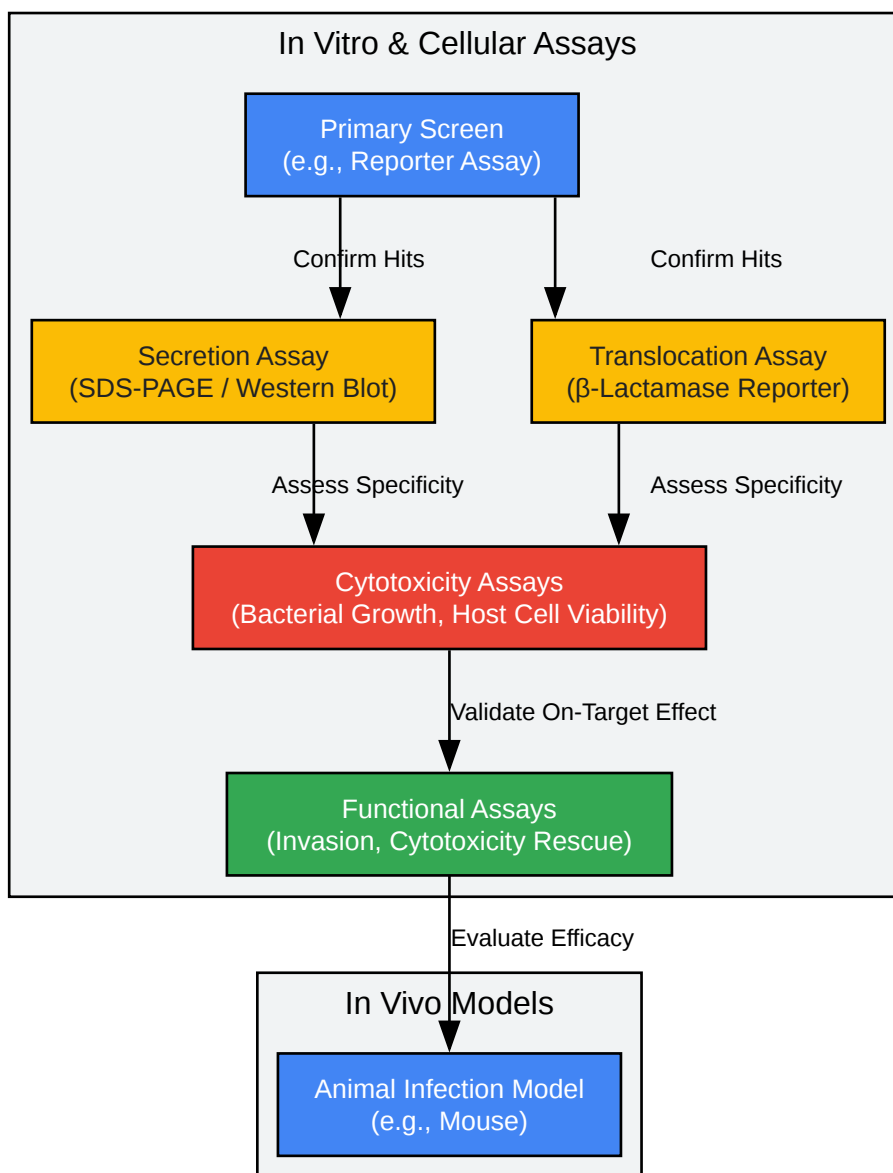 In Vitro & Cellular Assays
Primary Screen
(e.g., Reporter Assay)
Confirm Hits
Confirm Hits
Secretion Assay
(SDS-PAGE / Western Blot)
Translocation Assay
(β-Lactamase Reporter)
Assess Specificity
Assess Specificity
Cytotoxicity Assays
(Bacterial Growth, Host Cell Viability)
Validate On-Target Effect
Functional Assays
(Invasion, Cytotoxicity Rescue)
Evaluate Efficacy
In Vivo Models
Animal Infection Model
(e.g., Mouse)